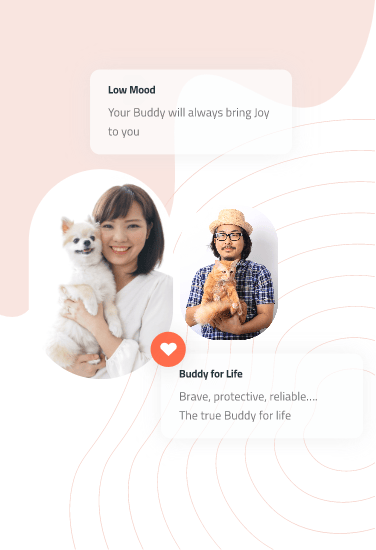 Low Mood
Your Buddy will always bring Joy
to you
Buddy for Life
Brave, protective, reliable....
The true Buddy for life